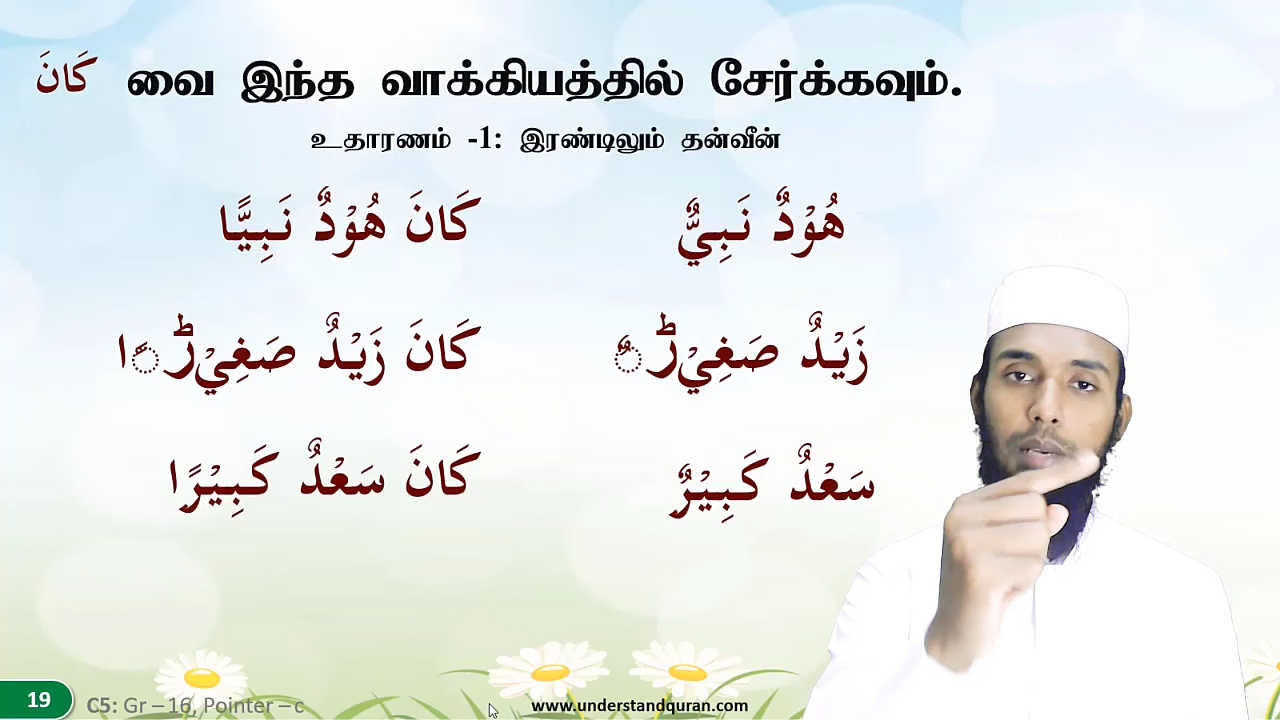 كَانَ வை இந்த வாக்கியத்தில் சேர்க்கவும்.
உதாரணம் -1: இரண்டிலும் தன்வீன்
هُوْدٌ نَبِيٌّ كَانَ هُوْدٌ نَبِيًّا
زَيْدٌ صَغِيْرٌ كَانَ زَيْدٌ صَغِيْرًا
سَعْدٌ كَبِيْرٌ كَانَ سَعْدٌ كَبِيْرًا
19 C5: Gr – 16, Pointer – c www.understandquran.com